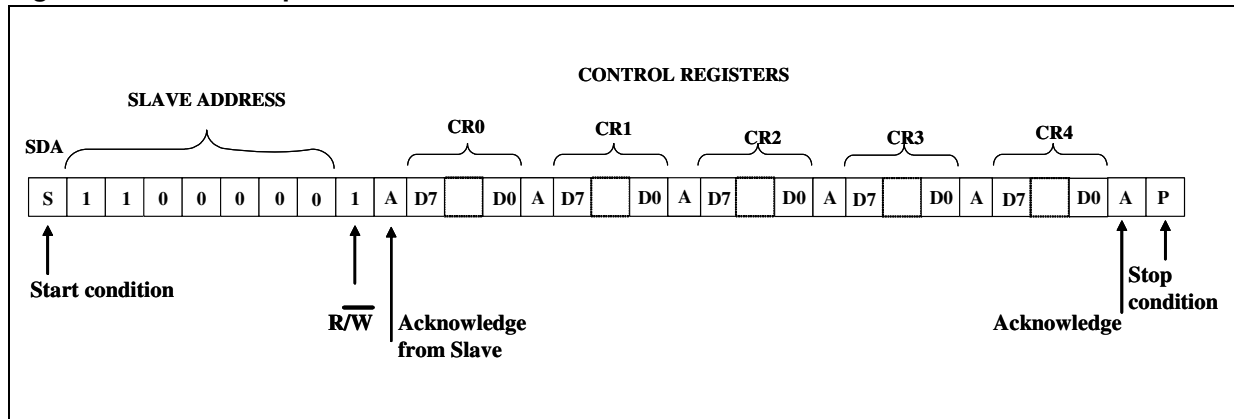 CONTROL REGISTERS
SLAVE ADDRESS
SDA
CR0
CR1
CR2
CR3
CR4
S 1 1 0 0 0 0 0 1 A D7 D0 A D7 D0 A D7 D0 A D7 D0 A D7 D0 A P
Start condition
R/W
Acknowledge
from Slave
Acknowledge
Stop
condition